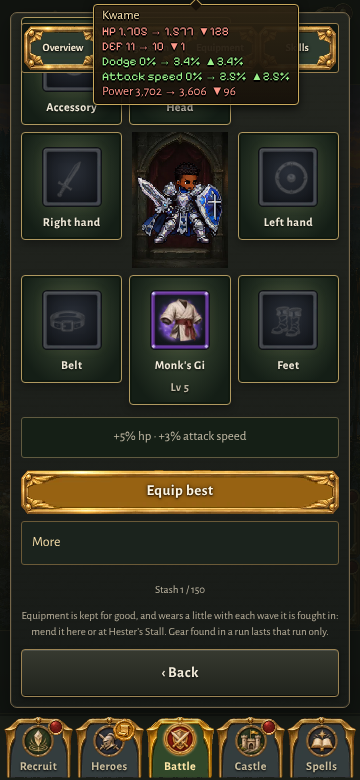 Kwame
HP 1,705 → 1,577 ▼128
DEF 11 → 10 ▼1
Dodge 0% → 3.4% ▲3.4%
Attack speed 0% → 2.5% ▲2.5%
Power 3,702 → 3,606 ▼96
Overview
Accessory
Head
Right hand
Left hand
Belt
Monk's Gi
Feet
Lv 5
+5% hp · +3% attack speed
Equip best
More
Stash 1 / 150
Equipment is kept for good, and wears a little with each wave it is fought in:
mend it here or at Hester's Stall. Gear found in a run lasts that run only.
‹ Back
Recruit
Heroes
Battle
Castle
Spells